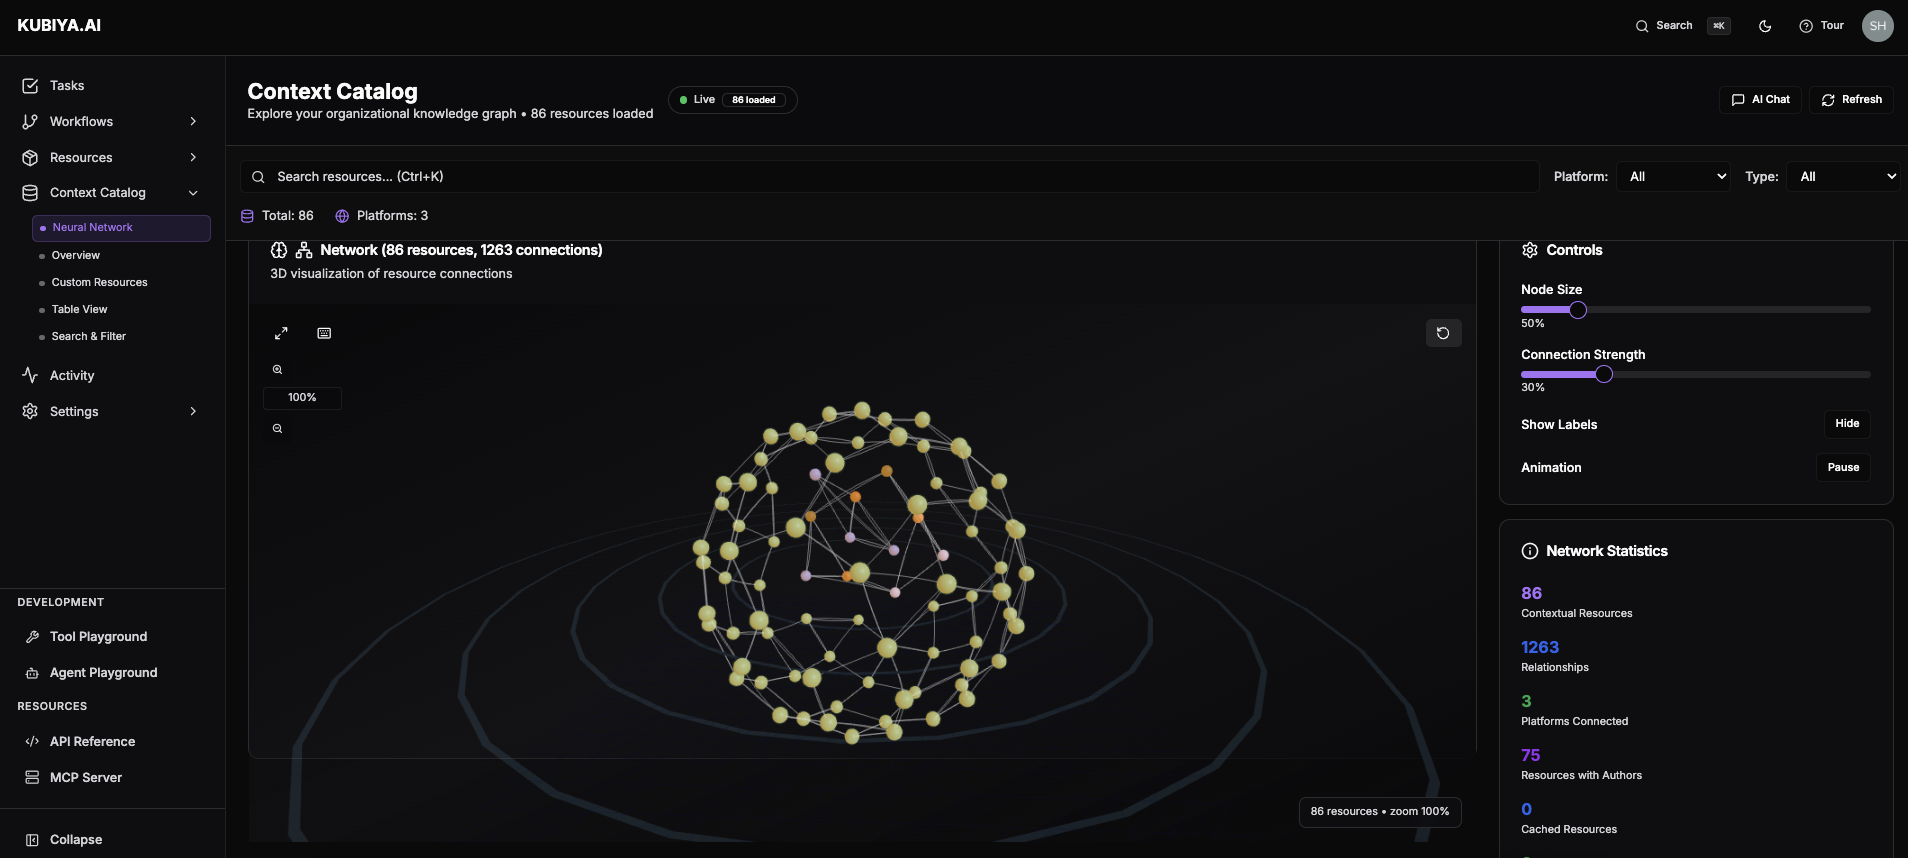 KUBIYA.AI
Search
⌘K
Tour
SH
Tasks
Workflows
Resources
Context Catalog
Neural Network
Overview
Custom Resources
Table View
Search & Filter
Activity
Settings
DEVELOPMENT
Tool Playground
Agent Playground
RESOURCES
API Reference
MCP Server
Collapse
Context Catalog
Explore your organizational knowledge graph • 86 resources loaded
Live
86 loaded
AI Chat
Refresh
Search resources... (Ctrl+K)
Platform:
All
Type:
All
Total: 86
Platforms: 3
Network (86 resources, 1263 connections)
3D visualization of resource connections
100%
86 resources • zoom 100%
Controls
Node Size
50%
Connection Strength
30%
Show Labels
Hide
Animation
Pause
Network Statistics
86
Contextual Resources
1263
Relationships
3
Platforms Connected
75
Resources with Authors
0
Cached Resources